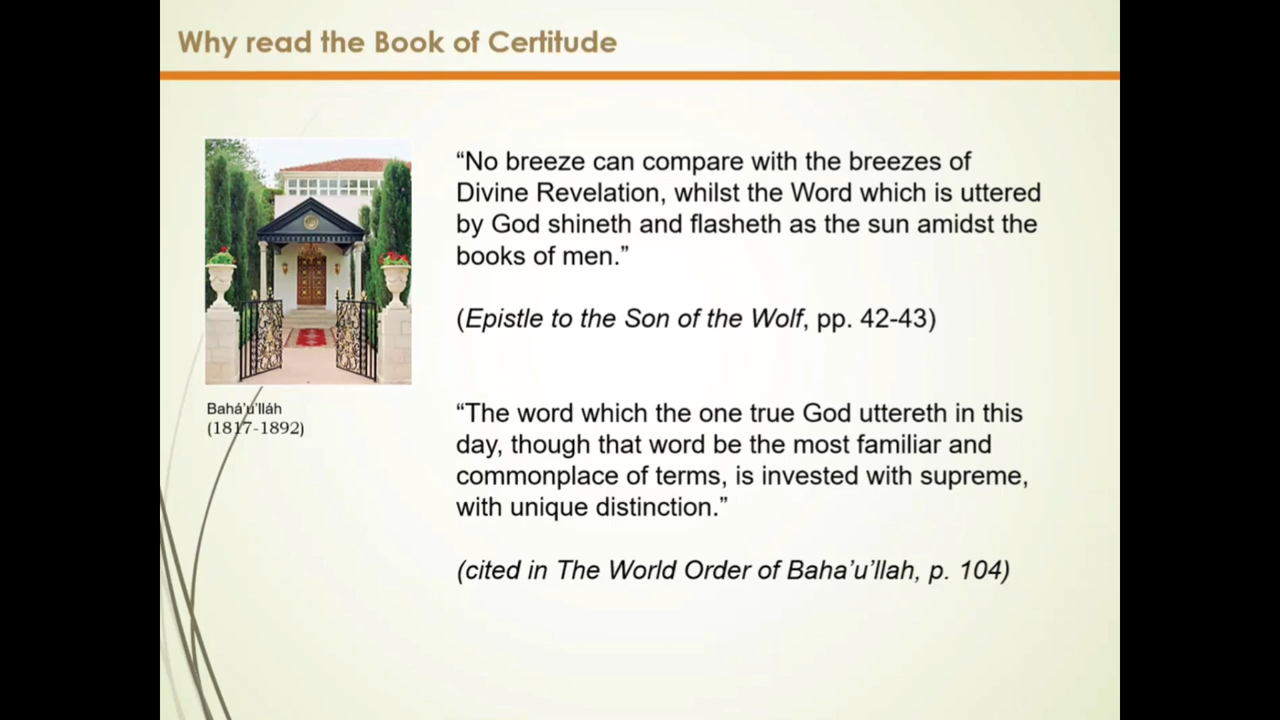 Why read the Book of Certitude
“No breeze can compare with the breezes of
Divine Revelation, whilst the Word which is uttered
by God shineth and flasheth as the sun amidst the
books of men.”
(Epistle to the Son of the Wolf, pp. 42-43)
Bahá’u’lláh
(1817-1892)
“The word which the one true God uttereth in this
day, though that word be the most familiar and
commonplace of terms, is invested with supreme,
with unique distinction.”
(cited in The World Order of Baha’u’llah, p. 104)